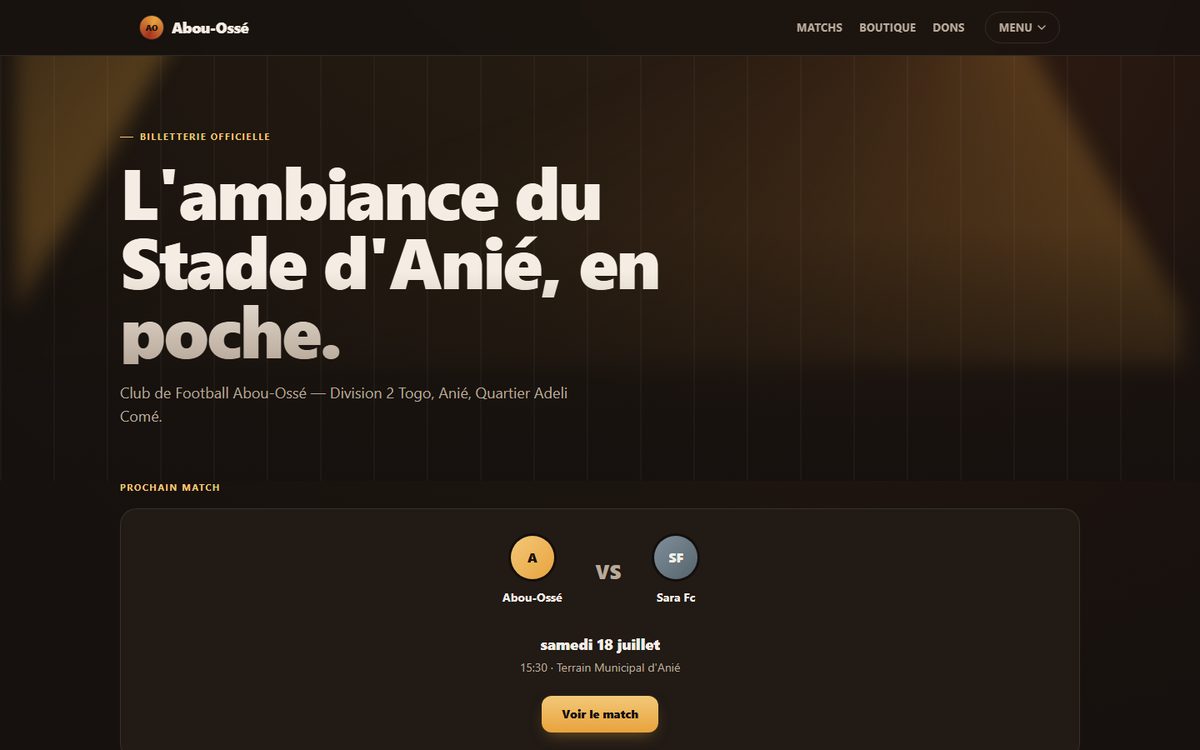 AO Abou-Ossé
MATCHS BOUTIQUE DONS MENU
BILLETTERIE OFFICIELLE
L'ambiance du
Stade d'Anié, en
poche.
Club de Football Abou-Ossé — Division 2 Togo, Anié, Quartier Adeli
Comé.
PROCHAIN MATCH
A VS SF
Abou-Ossé Sara Fc
samedi 18 juillet
15:30 · Terrain Municipal d'Anié
Voir le match